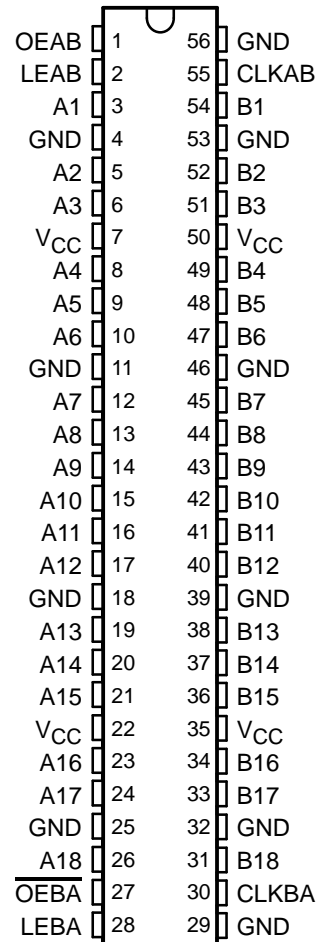 OEAB 1 56 GND
LEAB 2 55 CLKAB
A1 3 54 B1
GND 4 53 GND
A2 5 52 B2
A3 6 51 B3
VCC 7 50 VCC
A4 8 49 B4
A5 9 48 B5
A6 10 47 B6
GND 11 46 GND
A7 12 45 B7
A8 13 44 B8
A9 14 43 B9
A10 15 42 B10
A11 16 41 B11
A12 17 40 B12
GND 18 39 GND
A13 19 38 B13
A14 20 37 B14
A15 21 36 B15
VCC 22 35 VCC
A16 23 34 B16
A17 24 33 B17
GND 25 32 GND
A18 26 31 B18
O̅E̅B̅A̅ 27 30 CLKBA
LEBA 28 29 GND